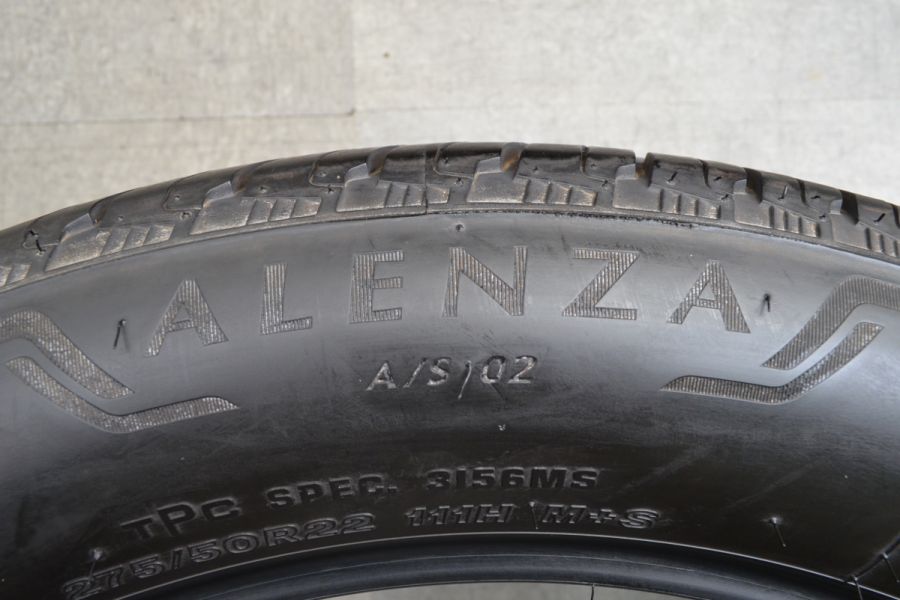 ALENZA
A/S 02
TPC SPEC. 3156MS
275/50R22 111H M+S